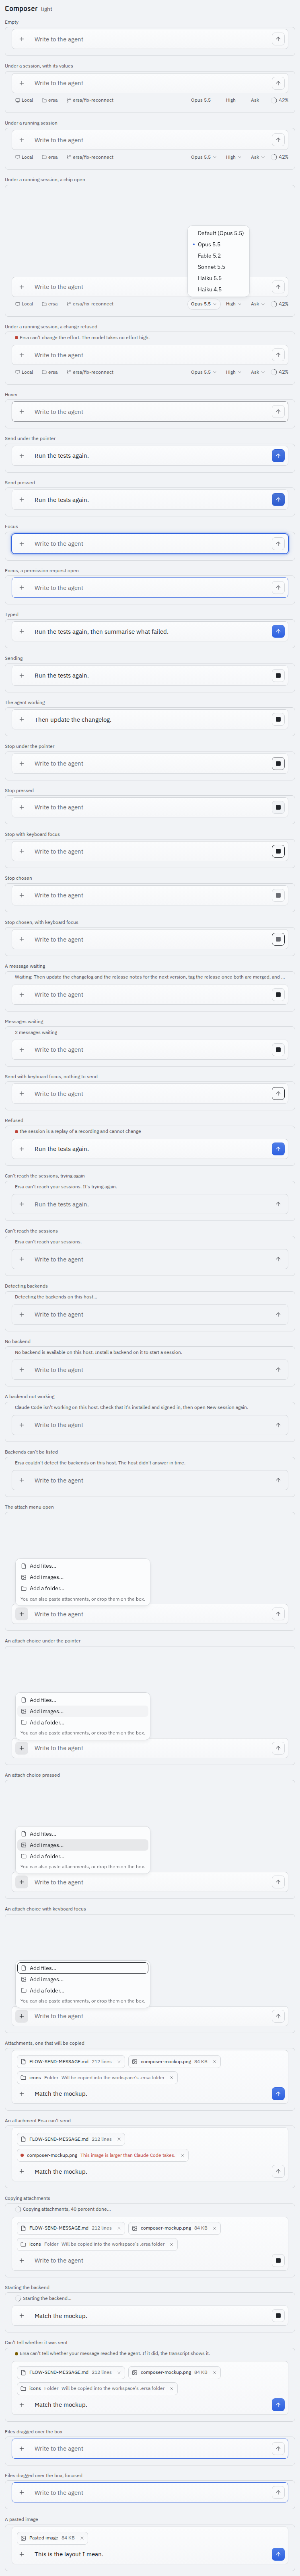 Composer light
Empty
Write to the agent
Under a session, with its values
Write to the agent
Local ersa ersa/fix-reconnect Opus 5.5 High Ask 42%
Under a running session
Write to the agent
Local ersa ersa/fix-reconnect Opus 5.5 High Ask 42%
Under a running session, a chip open
Default (Opus 5.5)
Opus 5.5
Fable 5.2
Sonnet 5.5
Haiku 5.5
Haiku 4.5
Write to the agent
Local ersa ersa/fix-reconnect Opus 5.5 High Ask 42%
Under a running session, a change refused
Ersa can't change the effort. The model takes no effort high.
Write to the agent
Local ersa ersa/fix-reconnect Opus 5.5 High Ask 42%
Hover
Write to the agent
Send under the pointer
Run the tests again.
Send pressed
Run the tests again.
Focus
Write to the agent
Focus, a permission request open
Write to the agent
Typed
Run the tests again, then summarise what failed.
Sending
Run the tests again.
The agent working
Then update the changelog.
Stop under the pointer
Write to the agent
Stop pressed
Write to the agent
Stop with keyboard focus
Write to the agent
Stop chosen
Write to the agent
Stop chosen, with keyboard focus
Write to the agent
A message waiting
Waiting: Then update the changelog and the release notes for the next version, tag the release once both are merged, and ...
Write to the agent
Messages waiting
2 messages waiting
Write to the agent
Send with keyboard focus, nothing to send
Write to the agent
Refused
the session is a replay of a recording and cannot change
Run the tests again.
Can't reach the sessions, trying again
Ersa can't reach your sessions. It's trying again.
Run the tests again.
Can't reach the sessions
Ersa can't reach your sessions.
Write to the agent
Detecting backends
Detecting the backends on this host...
Write to the agent
No backend
No backend is available on this host. Install a backend on it to start a session.
Write to the agent
A backend not working
Claude Code isn't working on this host. Check that it's installed and signed in, then open New session again.
Write to the agent
Backends can't be listed
Ersa couldn't detect the backends on this host. The host didn't answer in time.
Write to the agent
The attach menu open
Add files...
Add images...
Add a folder...
You can also paste attachments, or drop them on the box.
Write to the agent
An attach choice under the pointer
Add files...
Add images...
Add a folder...
You can also paste attachments, or drop them on the box.
Write to the agent
An attach choice pressed
Add files...
Add images...
Add a folder...
You can also paste attachments, or drop them on the box.
Write to the agent
An attach choice with keyboard focus
Add files...
Add images...
Add a folder...
You can also paste attachments, or drop them on the box.
Write to the agent
Attachments, one that will be copied
FLOW-SEND-MESSAGE.md 212 lines composer-mockup.png 84 KB
icons Folder Will be copied into the workspace's .ersa folder
Match the mockup.
An attachment Ersa can't send
FLOW-SEND-MESSAGE.md 212 lines
composer-mockup.png This image is larger than Claude Code takes.
Match the mockup.
Copying attachments
Copying attachments, 40 percent done...
FLOW-SEND-MESSAGE.md 212 lines composer-mockup.png 84 KB
icons Folder Will be copied into the workspace's .ersa folder
Write to the agent
Starting the backend
Starting the backend...
Match the mockup.
Can't tell whether it was sent
Ersa can't tell whether your message reached the agent. If it did, the transcript shows it.
FLOW-SEND-MESSAGE.md 212 lines composer-mockup.png 84 KB
icons Folder Will be copied into the workspace's .ersa folder
Match the mockup.
Files dragged over the box
Write to the agent
Files dragged over the box, focused
Write to the agent
A pasted image
Pasted image 84 KB
This is the layout I mean.